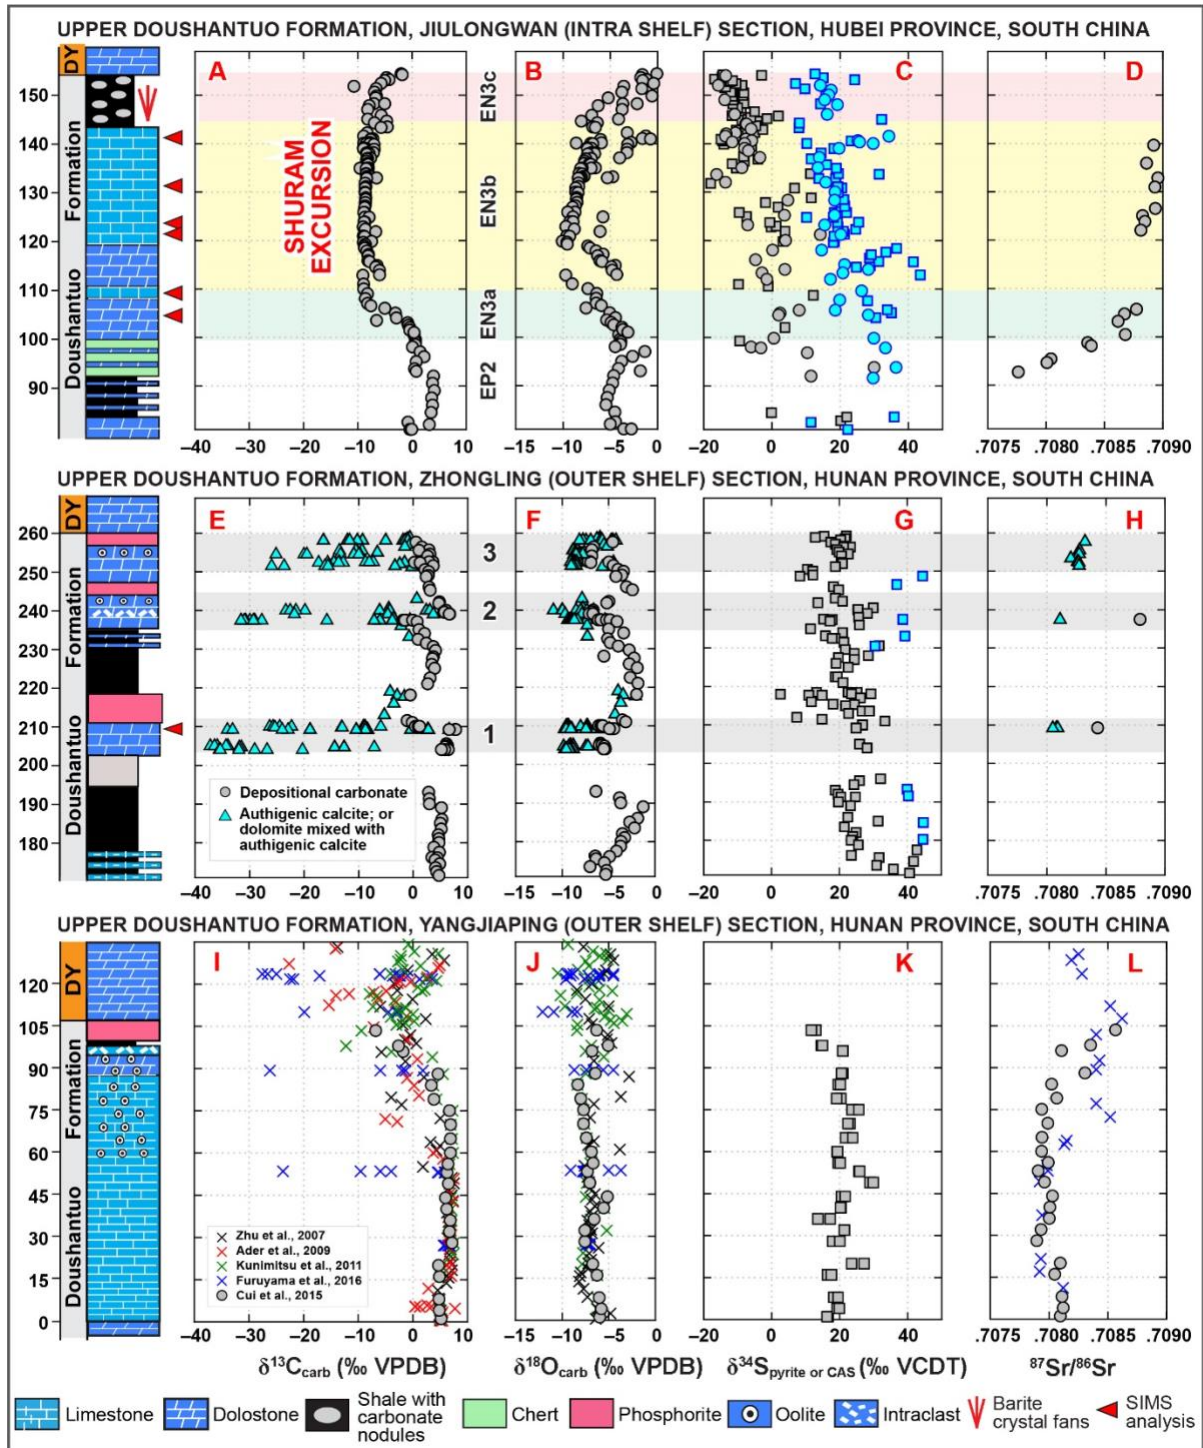 UPPER DOUSHANTUO FORMATION, JIULONGWAN (INTRA SHELF) SECTION, HUBEI PROVINCE, SOUTH CHINA
DY
Formation
Doushantuo
150
140
130
120
110
100
90
A
B
C
D
SHURAM
EXCURSION
EN3c
EN3b
EN3a
EP2
−40 −30 −20 −10 0 10
−15 −10 −5 0
−20 0 20 40
.7075 .7080 .7085 .7090
UPPER DOUSHANTUO FORMATION, ZHONGLING (OUTER SHELF) SECTION, HUNAN PROVINCE, SOUTH CHINA
DY
Formation
Doushantuo
260
250
240
230
220
210
200
190
180
E
F
G
H
3
2
1
Depositional carbonate
Authigenic calcite; or
dolomite mixed with
authigenic calcite
−40 −30 −20 −10 0 10
−15 −10 −5 0
−20 0 20 40
.7075 .7080 .7085 .7090
UPPER DOUSHANTUO FORMATION, YANGJIAPING (OUTER SHELF) SECTION, HUNAN PROVINCE, SOUTH CHINA
DY
Formation
Doushantuo
120
105
90
75
60
45
30
15
0
I
J
K
L
Zhu et al., 2007
Ader et al., 2009
Kunimitsu et al., 2011
Furuyama et al., 2016
Cui et al., 2015
−40 −30 −20 −10 0 10
−15 −10 −5 0
−20 0 20 40
.7075 .7080 .7085 .7090
δ¹³Ccarb (‰ VPDB)
δ¹⁸Ocarb (‰ VPDB)
δ³⁴Spyrite or CAS (‰ VCDT)
⁸⁷Sr/⁸⁶Sr
Limestone
Dolostone
Shale with
carbonate
nodules
Chert
Phosphorite
Oolite
Intraclast
Barite
crystal fans
SIMS
analysis